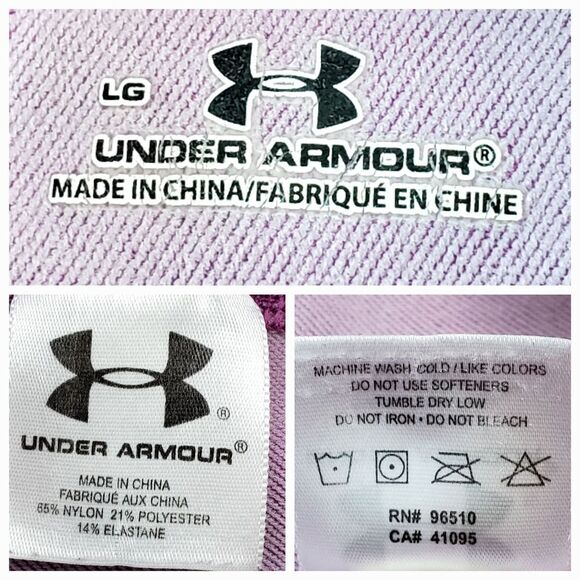 LG
UNDER ARMOUR®
MADE IN CHINA/FABRIQUÉ EN CHINE
®
UNDER ARMOUR®
MADE IN CHINA
FABRIQUÉ AUX CHINA
65% NYLON 21% POLYESTER
14% ELASTANE
MACHINE WASH COLD / LIKE COLORS
DO NOT USE SOFTENERS
TUMBLE DRY LOW
DO NOT IRON • DO NOT BLEACH
RN# 96510
CA# 41095